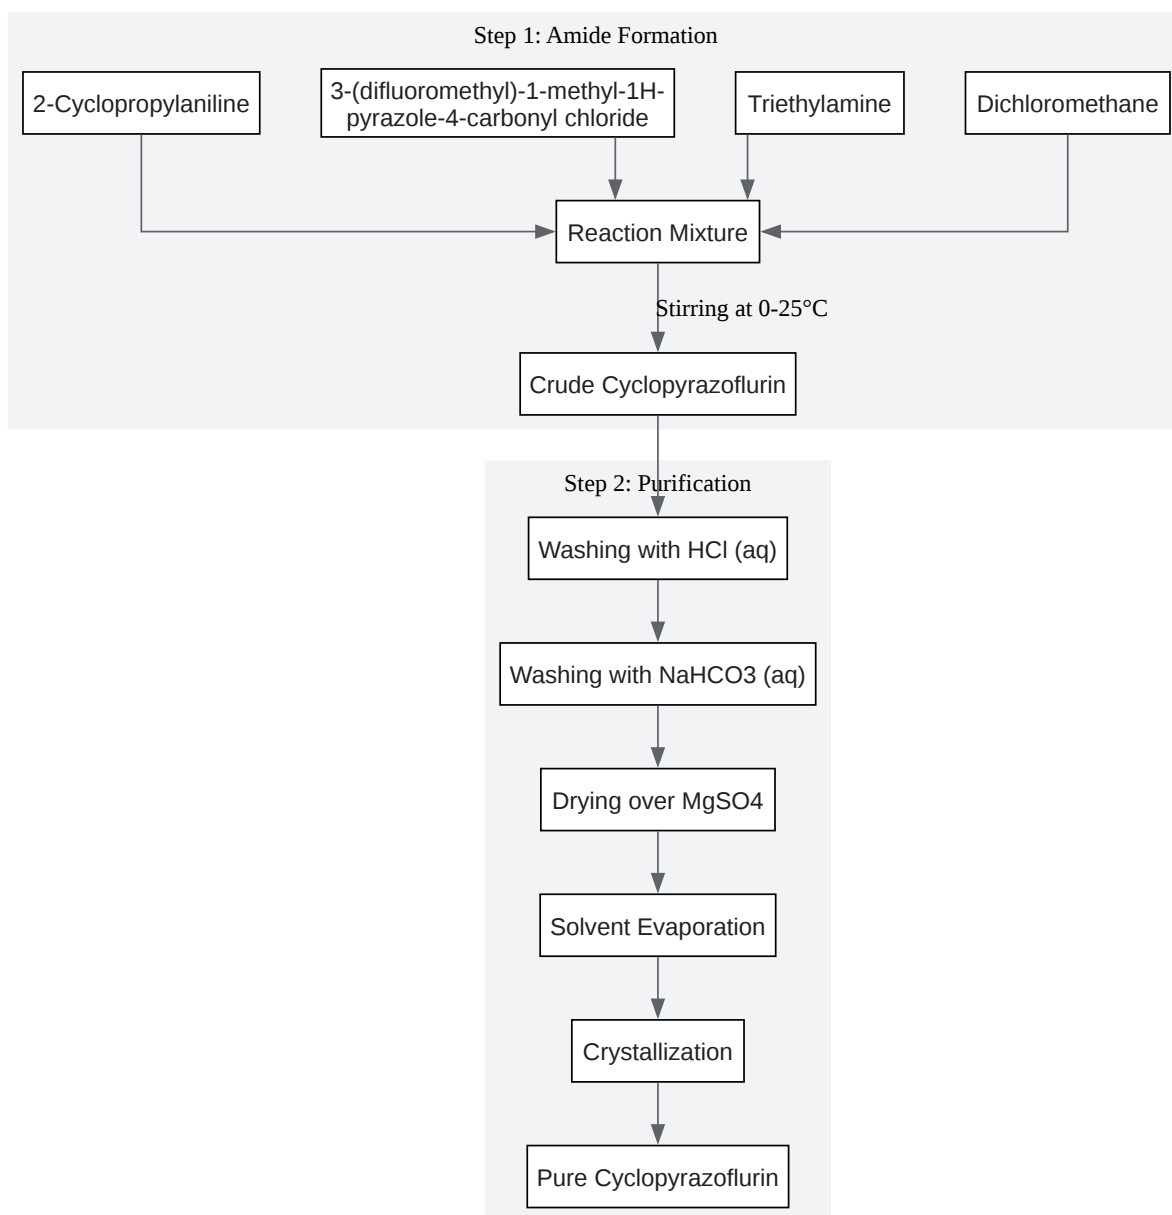 Step 1: Amide Formation
2-Cyclopropylaniline
3-(difluoromethyl)-1-methyl-1H-
pyrazole-4-carbonyl chloride
Triethylamine
Dichloromethane
Reaction Mixture
Stirring at 0-25°C
Crude Cyclopyrazoflurin
Step 2: Purification
Washing with HCl (aq)
Washing with NaHCO3 (aq)
Drying over MgSO4
Solvent Evaporation
Crystallization
Pure Cyclopyrazoflurin